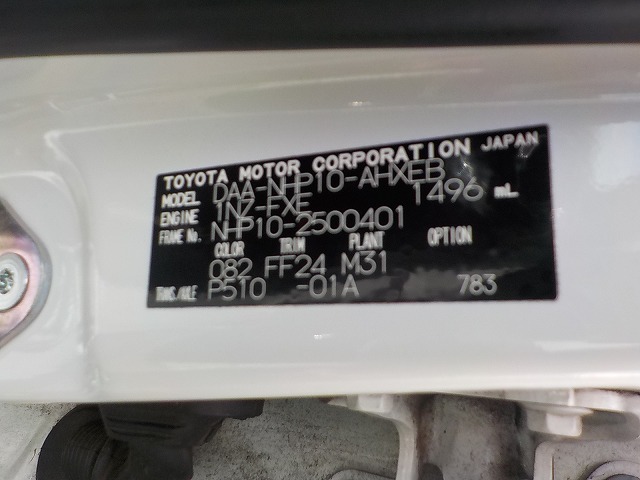 TOYOTA MOTOR CORPORATION JAPAN
MODEL DAA-NHP10-AHXEB
ENGINE 1NZ-FXE 1496 mL
FRAME No. NHP10-2500401
COLOR TRIM PLANT OPTION
082 FF24 M31
TRANS/AXLE P510 -01A 783